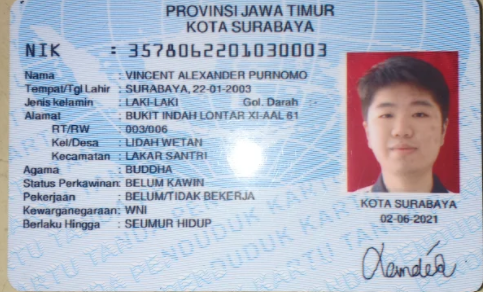 PROVINSI JAWA TIMUR
KOTA SURABAYA
NIK : 3578062201030003
Nama : VINCENT ALEXANDER PURNOMO
Tempat/Tgl Lahir : SURABAYA, 22-01-2003
Jenis kelamin : LAKI-LAKI Gol. Darah :-
Alamat : BUKIT INDAH LONTAR XI-AAL 61
RT/RW : 003/006
Kel/Desa : LIDAH WETAN
Kecamatan : LAKAR SANTRI
Agama : BUDDHA
Status Perkawinan: BELUM KAWIN
Pekerjaan : BELUM/TIDAK BEKERJA
Kewarganegaraan: WNI
Berlaku Hingga : SEUMUR HIDUP
KOTA SURABAYA
02-06-2021